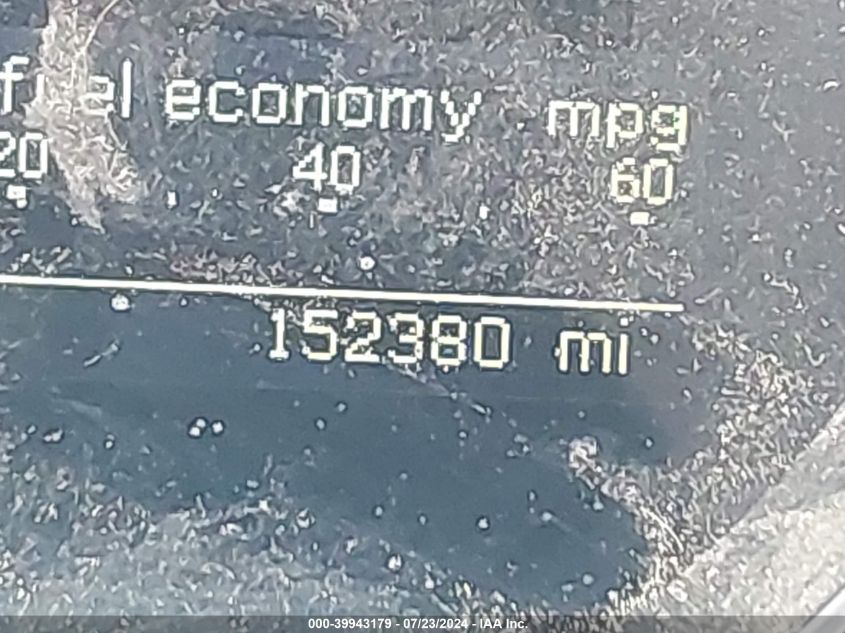 fuel economy mpg
20 40 60
152380 mi
000-39943179 - 07/23/2024 - IAA Inc.